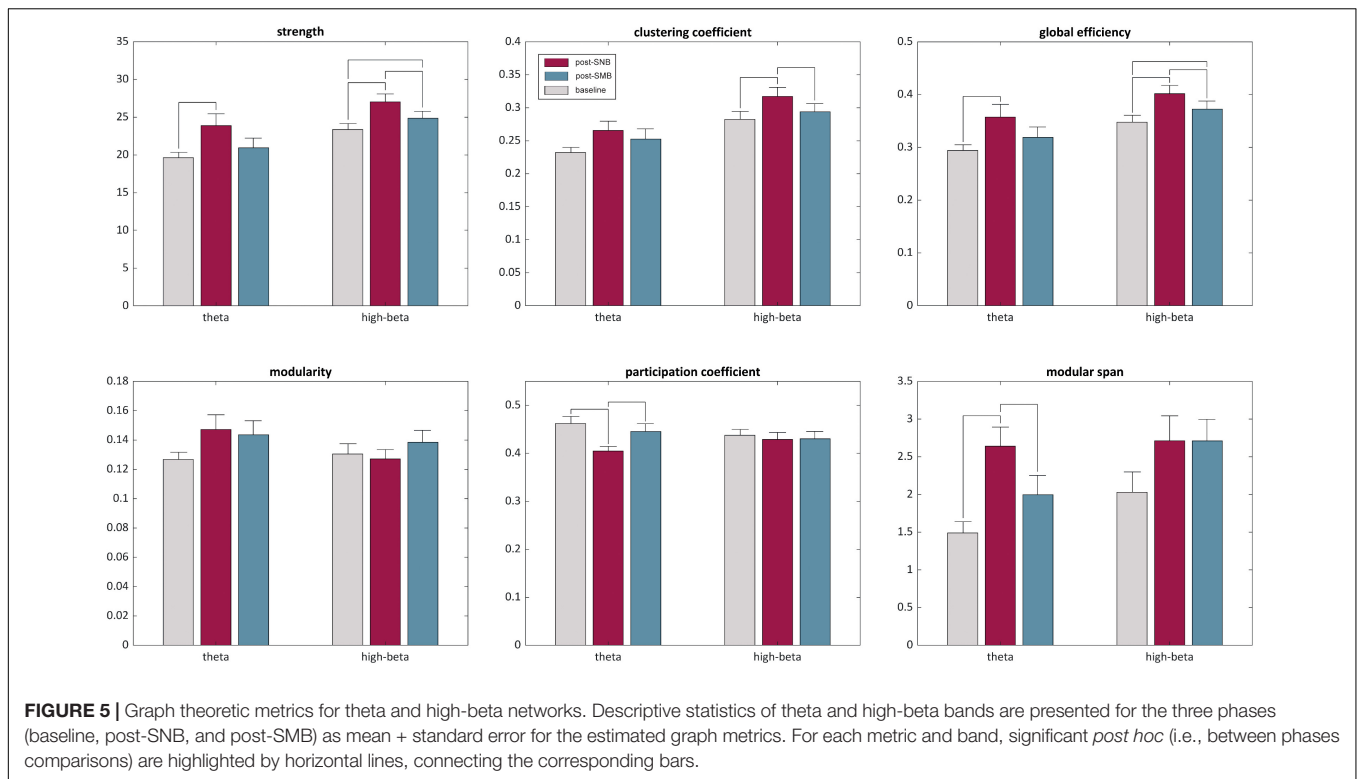 strength
35
30
25
20
15
10
5
0
theta
high-beta
clustering coefficient
0.4
0.35
0.3
0.25
0.2
0.15
0.1
0.05
0
post-SNB
post-SMB
baseline
theta
high-beta
global efficiency
0.5
0.4
0.3
0.2
0.1
0
theta
high-beta
modularity
0.18
0.16
0.14
0.12
0.1
0.08
0.06
0.04
0.02
0
theta
high-beta
participation coefficient
0.5
0.4
0.3
0.2
0.1
0
theta
high-beta
modular span
3.5
3
2.5
2
1.5
1
0.5
0
theta
high-beta
FIGURE 5 | Graph theoretic metrics for theta and high-beta networks. Descriptive statistics of theta and high-beta bands are presented for the three phases
(baseline, post-SNB, and post-SMB) as mean + standard error for the estimated graph metrics. For each metric and band, significant post hoc (i.e., between phases
comparisons) are highlighted by horizontal lines, connecting the corresponding bars.